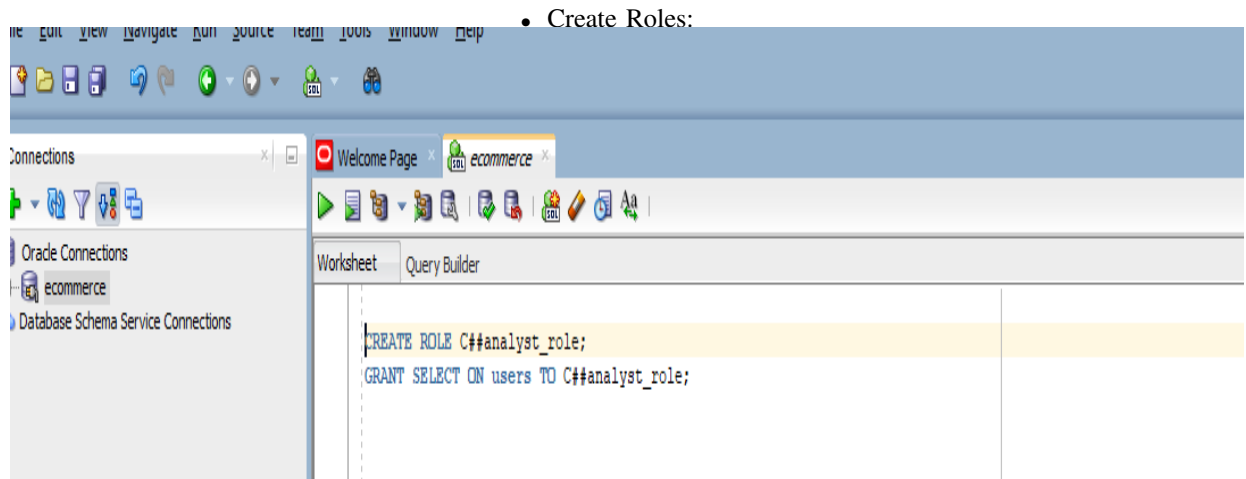 • Create Roles:
Edit View Navigate Run Source Team Tools Window Help
Connections
Welcome Page
ecommerce
Oracle Connections
ecommerce
Database Schema Service Connections
Worksheet Query Builder
CREATE ROLE C##analyst_role;
GRANT SELECT ON users TO C##analyst_role;